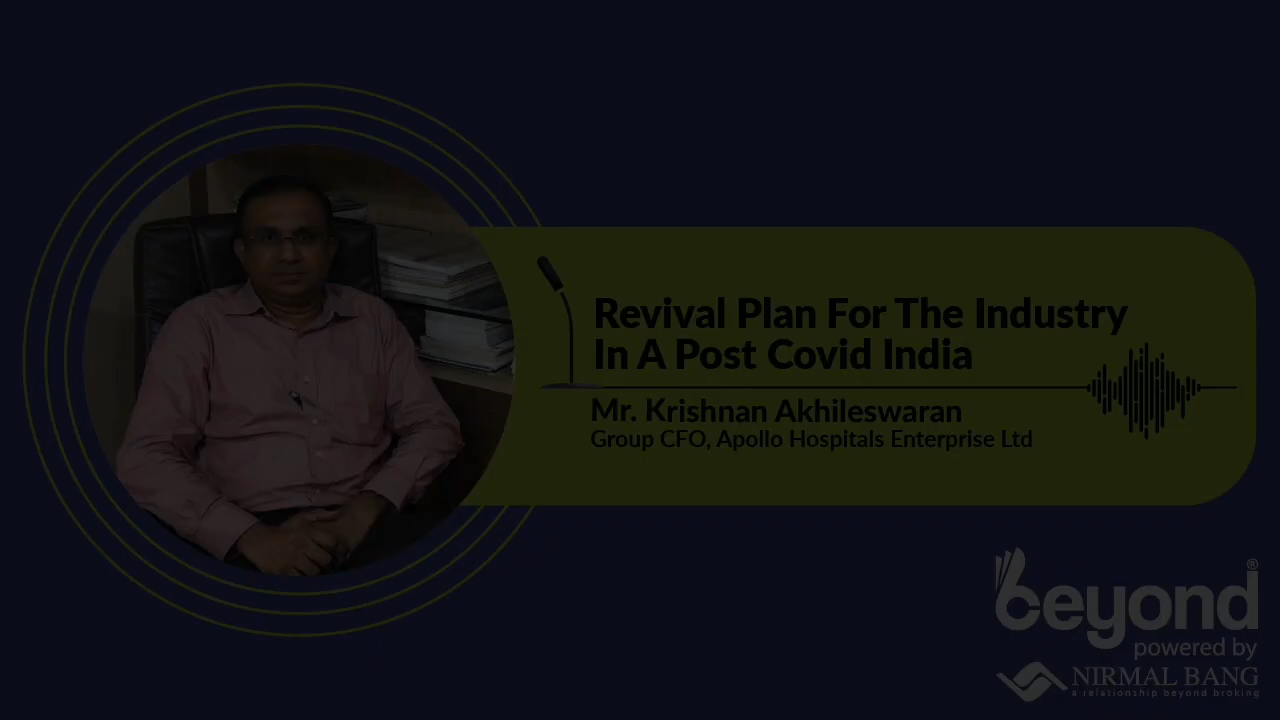 Revival Plan For The Industry
In A Post Covid India
Mr. Krishnan Akhileswaran
Group CFO, Apollo Hospitals Enterprise Ltd
beyond®
powered by
NIRMAL BANG
a relationship beyond broking